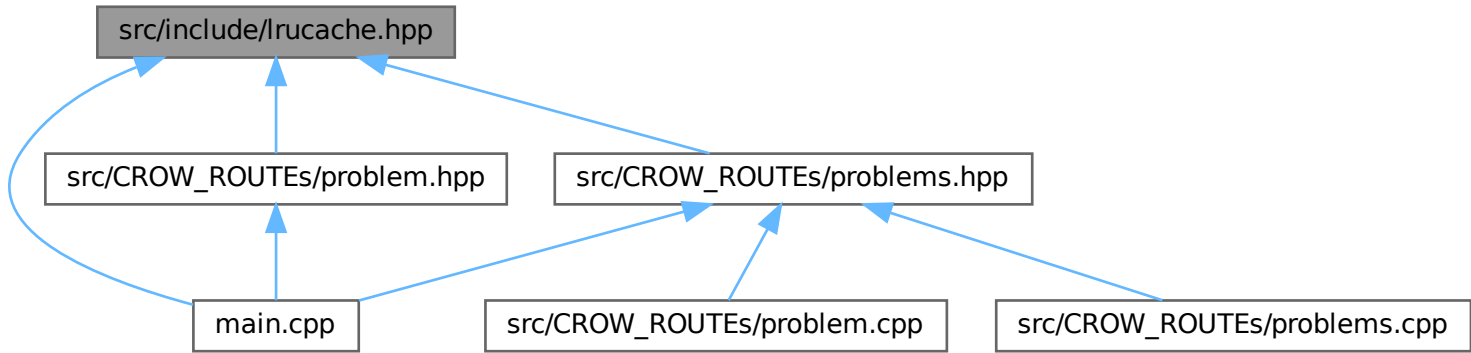 src/include/lrucache.hpp
src/CROW_ROUTEs/problem.hpp
src/CROW_ROUTEs/problems.hpp
main.cpp
src/CROW_ROUTEs/problem.cpp
src/CROW_ROUTEs/problems.cpp